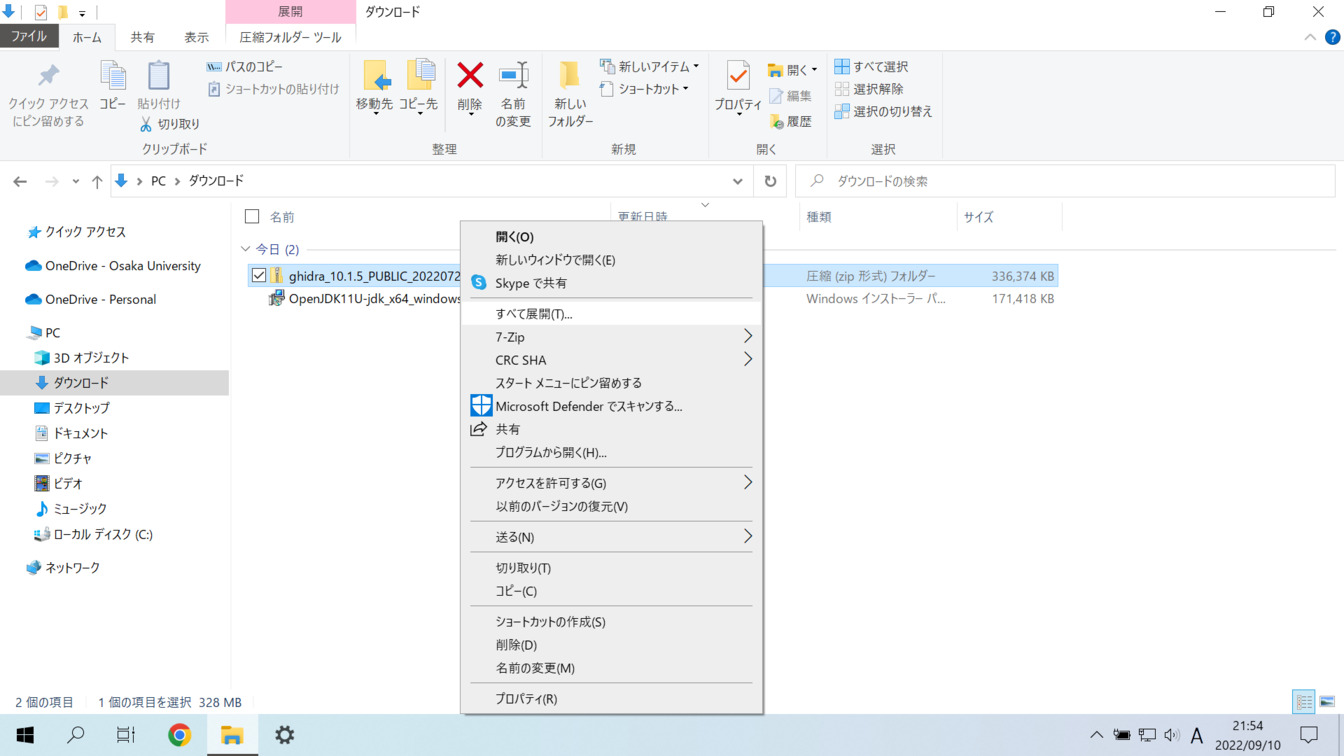 展開
ダウンロード
ファイル
ホーム
共有
表示
圧縮フォルダー ツール
クイック アクセス
にピン留めする
コピー
貼り付け
パスのコピー
ショートカットの貼り付け
切り取り
クリップボード
移動先
コピー先
削除
名前
の変更
整理
新しい
フォルダー
新しいアイテム
ショートカット
新規
プロパティ
開く
編集
履歴
開く
すべて選択
選択解除
選択の切り替え
選択
PC
ダウンロード
ダウンロードの検索
クイック アクセス
OneDrive - Osaka University
OneDrive - Personal
PC
3D オブジェクト
ダウンロード
デスクトップ
ドキュメント
ピクチャ
ビデオ
ミュージック
ローカル ディスク (C:)
ネットワーク
名前
更新日時
種類
サイズ
今日 (2)
ghidra_10.1.5_PUBLIC_2022072
圧縮 (zip 形式) フォルダー
336,374 KB
OpenJDK11U-jdk_x64_windows
Windows インストーラー パ...
171,418 KB
開く(O)
新しいウィンドウで開く(E)
Skype で共有
すべて展開(T)...
7-Zip
CRC SHA
スタート メニューにピン留めする
Microsoft Defender でスキャンする...
共有
プログラムから開く(H)...
アクセスを許可する(G)
以前のバージョンの復元(V)
送る(N)
切り取り(T)
コピー(C)
ショートカットの作成(S)
削除(D)
名前の変更(M)
プロパティ(R)
2 個の項目
1 個の項目を選択 328 MB
A
21:54
2022/09/10